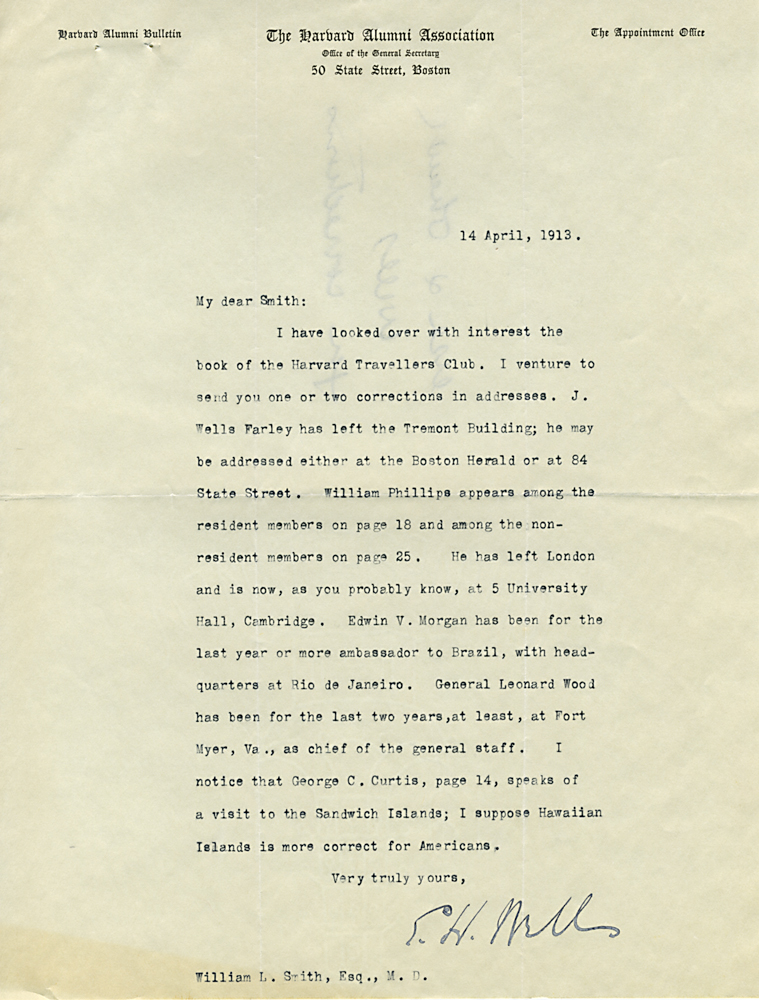 Harvard Alumni Bulletin
The Harvard Alumni Association
Office of the General Secretary
50 State Street, Boston
The Appointment Office
14 April, 1913.
My dear Smith:
I have looked over with interest the
book of the Harvard Travellers Club. I venture to
send you one or two corrections in addresses. J.
Wells Farley has left the Tremont Building; he may
be addressed either at the Boston Herald or at 84
State Street. William Phillips appears among the
resident members on page 18 and among the non-
resident members on page 25. He has left London
and is now, as you probably know, at 5 University
Hall, Cambridge. Edwin V. Morgan has been for the
last year or more ambassador to Brazil, with head-
quarters at Rio de Janeiro. General Leonard Wood
has been for the last two years,at least, at Fort
Myer, Va., as chief of the general staff. I
notice that George C. Curtis, page 14, speaks of
a visit to the Sandwich Islands; I suppose Hawaiian
Islands is more correct for Americans.
Very truly yours,
E. H. Wells
William L. Smith, Esq., M. D.